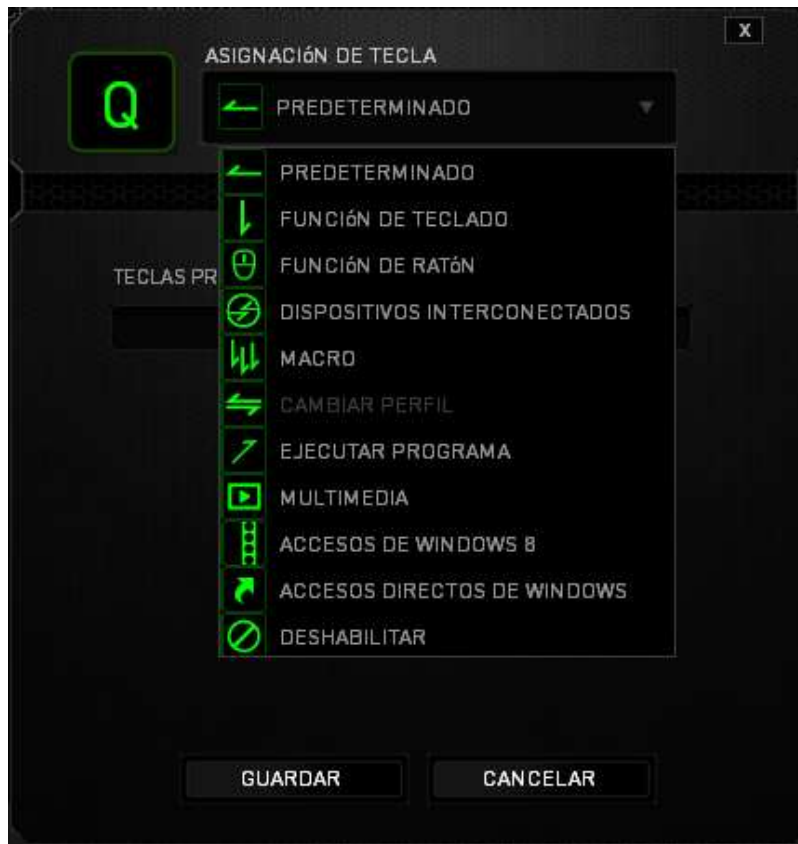 X
ASIGNACIóN DE TECLA
Q
PREDETERMINADO
PREDETERMINADO
FUNCIóN DE TECLADO
FUNCIóN DE RATóN
TECLAS PR
DISPOSITIVOS INTERCONECTADOS
MACRO
CAMBIAR PERFIL
EJECUTAR PROGRAMA
MULTIMEDIA
ACCESOS DE WINDOWS 8
ACCESOS DIRECTOS DE WINDOWS
DESHABILITAR
GUARDAR CANCELAR